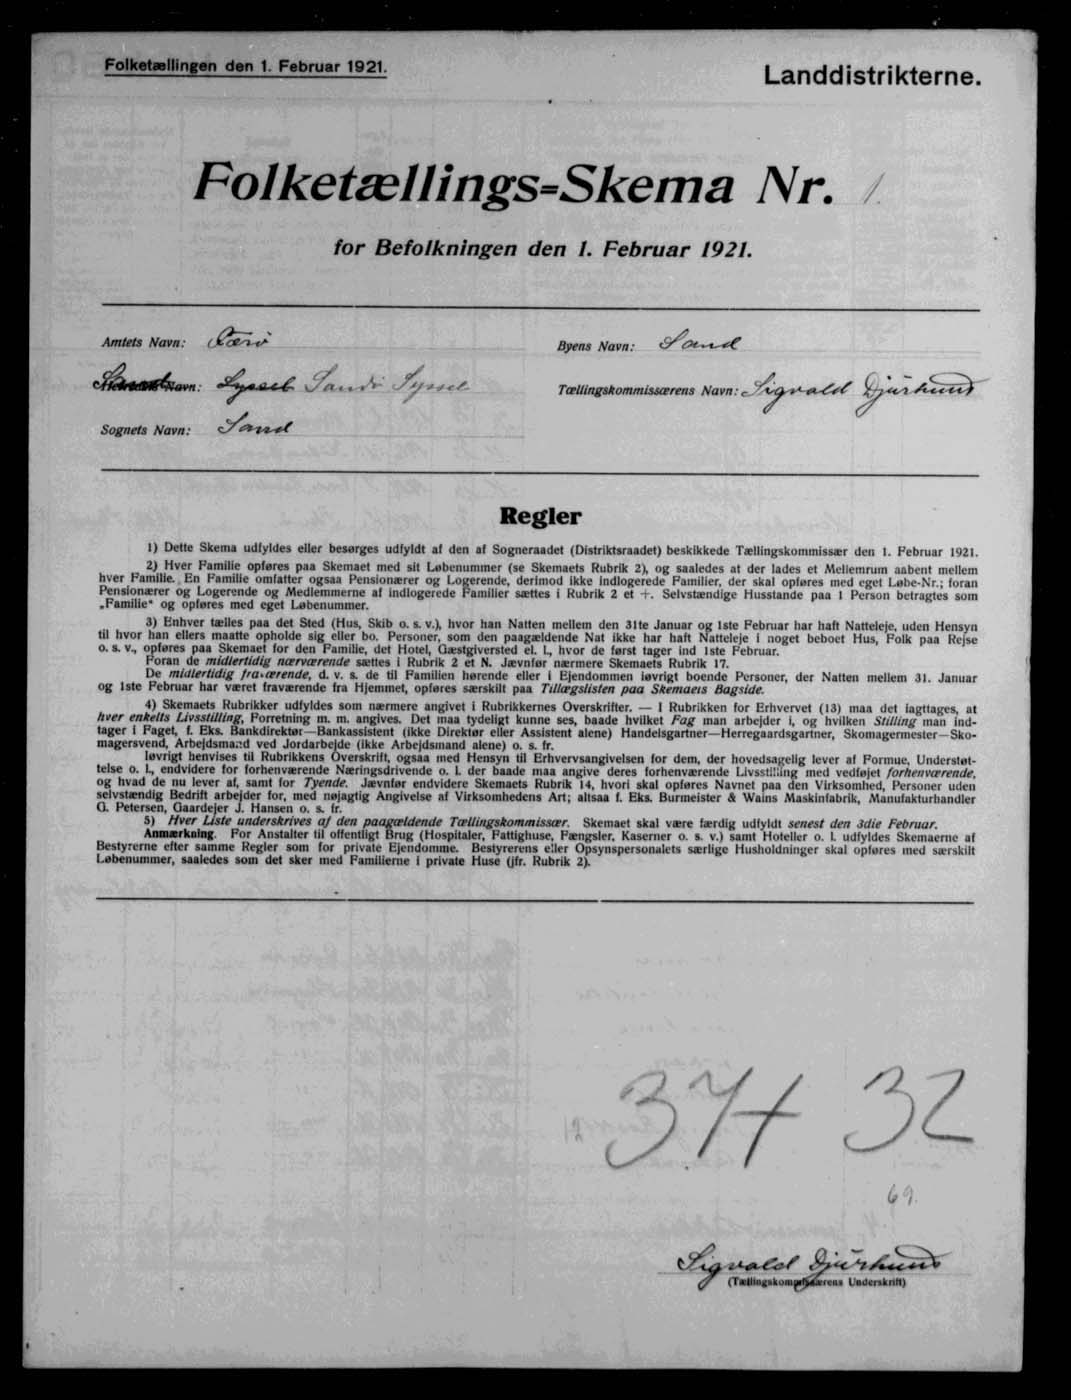 Folketællingen den 1. Februar 1921.
Landdistrikterne.
Folketællings=Skema Nr. 1.
for Befolkningen den 1. Februar 1921.
Amtets Navn: Færø
Byens Navn: Sand
Navn: Syssel Sandø Syssel
Tællingskommissærens Navn: Sigvald Djurhuus
Sognets Navn: Sand
Regler
1) Dette Skema udfyldes eller besørges udfyldt af den af Sogneraadet (Distriktsraadet) beskikkede Tællingskommissær den 1. Februar 1921.
2) Hver Familie opføres paa Skemaet med sit Løbenummer (se Skemaets Rubrik 2), og saaledes at der lades et Mellemrum aabent mellem
hver Familie. En Familie omfatter ogsaa Pensionærer og Logerende, derimod ikke indlogerede Familier, der skal opføres med eget Løbe-Nr.; foran
Pensionærer og Logerende og Medlemmerne af indlogerede Familier sættes i Rubrik 2 et +. Selvstændige Husstande paa 1 Person betragtes som
„Familie“ og opføres med eget Løbenummer.
3) Enhver tælles paa det Sted (Hus, Skib o. s. v.), hvor han Natten mellem den 31te Januar og 1ste Februar har haft Natteleje, uden Hensyn
til hvor han ellers maatte opholde sig eller bo. Personer, som den paagældende Nat ikke har haft Natteleje i noget beboet Hus, Folk paa Rejse
o. s. v., opføres paa Skemaet for den Familie, det Hotel, Gæstgiversted el. l., hvor de først tager ind 1ste Februar.
Foran de midlertidig nærværende sættes i Rubrik 2 et N. Jævnfør nærmere Skemaets Rubrik 17.
De midlertidig fraværende, d. v. s. de til Familien hørende eller i Ejendommen iøvrigt boende Personer, der Natten mellem 31. Januar
og 1ste Februar har været fraværende fra Hjemmet, opføres særskilt paa Tillægslisten paa Skemaets Bagside.
4) Skemaets Rubrikker udfyldes som nærmere angivet i Rubrikkernes Overskrifter. — I Rubrikken for Erhvervet (13) maa det iagttages, at
hver enkelts Livsstilling, Forretning m. m. angives. Det maa tydeligt kunne ses, baade hvilket Fag man arbejder i, og hvilken Stilling man ind-
tager i Faget, f. Eks. Bankdirektør—Bankassistent (ikke Direktør eller Assistent alene) Handelsgartner—Herregaardsgartner, Skomagermester—Sko-
magersvend, Arbejdsmand ved Jordarbejde (ikke Arbejdsmand alene) o. s. fr.
Iøvrigt henvises til Rubrikkens Overskrift, ogsaa med Hensyn til Erhvervsangivelsen for dem, der hovedsagelig lever af Formue, Understøt-
telse o. l., endvidere for forhenværende Næringsdrivende o. l. der baade maa angive deres forhenværende Livsstilling med vedføjet forhenværende,
og hvad de nu lever af, samt for Tyende. Jævnfør endvidere Skemaets Rubrik 14, hvori skal opføres Navnet paa den Virksomhed, Personer uden
selvstændig Bedrift arbejder for, med nøjagtig Angivelse af Virksomhedens Art; altsaa f. Eks. Burmeister & Wains Maskinfabrik, Manufakturhandler
G. Petersen, Gaardejer J. Hansen o. s. fr.
5) Hver Liste underskrives af den paagældende Tællingskommissær. Skemaet skal være færdig udfyldt senest den 3die Februar.
Anmærkning. For Anstalter til offentligt Brug (Hospitaler, Fattighuse, Fængsler, Kaserner o. s. v.) samt Hoteller o. l. udfyldes Skemaerne af
Bestyrerne efter samme Regler som for private Ejendomme. Bestyrerens eller Opsynspersonalets særlige Husholdninger skal opføres med særskilt
Løbenummer, saaledes som det sker med Familierne i private Huse (jfr. Rubrik 2).
37+ 32
69.
Sigvald Djurhuus
(Tællingskommissærens Underskrift)